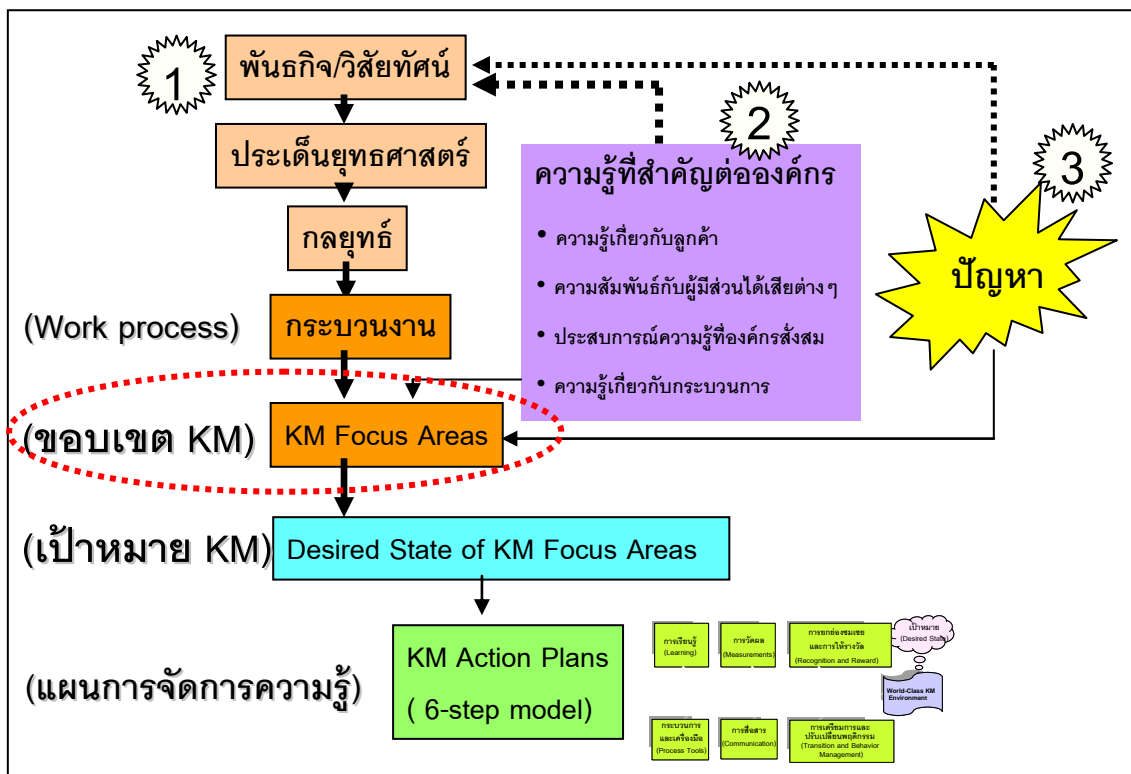 1
พันธกิจ/วิสัยทัศน์
ประเด็นยุทธศาสตร์
กลยุทธ์
(Work process)
กระบวนงาน
2
ความรู้ที่สำคัญต่อองค์กร
• ความรู้เกี่ยวกับลูกค้า
• ความสัมพันธ์กับผู้มีส่วนได้เสียต่างๆ
• ประสบการณ์ความรู้ที่องค์กรสั่งสม
• ความรู้เกี่ยวกับกระบวนการ
3
ปัญหา
(ขอบเขต KM)
KM Focus Areas
(เป้าหมาย KM)
Desired State of KM Focus Areas
(แผนการจัดการความรู้)
KM Action Plans
( 6-step model)
การเรียนรู้
(Learning)
การวัดผล
(Measurements)
การยกย่องชมเชย
และการให้รางวัล
(Recognition and Reward)
เป้าหมาย
(Desired State)
World-Class KM
Environment
กระบวนการ
และเครื่องมือ
(Process Tools)
การสื่อสาร
(Communication)
การเตรียมการและ
ปรับเปลี่ยนพฤติกรรม
(Transition and Behavior
Management)